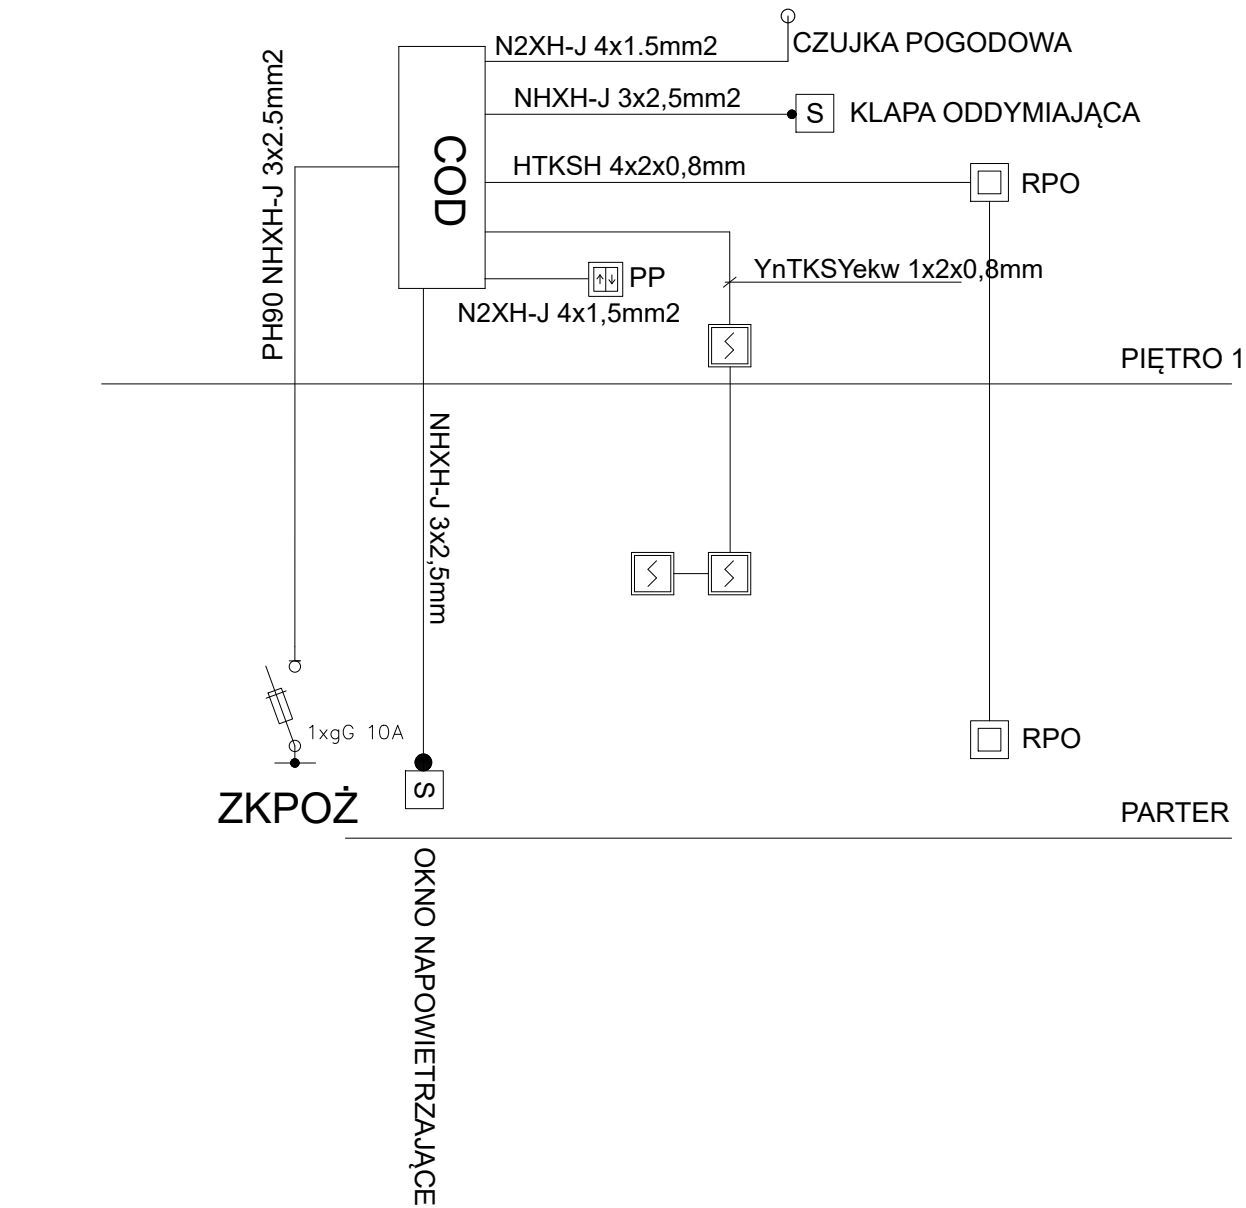 N2XH-J 4x1.5mm2
CZUJKA POGODOWA
NHXH-J 3x2,5mm2
S
KLAPA ODDYMIAJĄCA
HTKSH 4x2x0,8mm
RPO
COD
PH90 NHXH-J 3x2.5mm2
YnTKSYekw 1x2x0,8mm
PP
N2XH-J 4x1,5mm2
PIĘTRO 1
NHXH-J 3x2,5mm
1xgG 10A
RPO
ZKPOŻ
S
PARTER
OKNO NAPOWIETRZAJĄCE